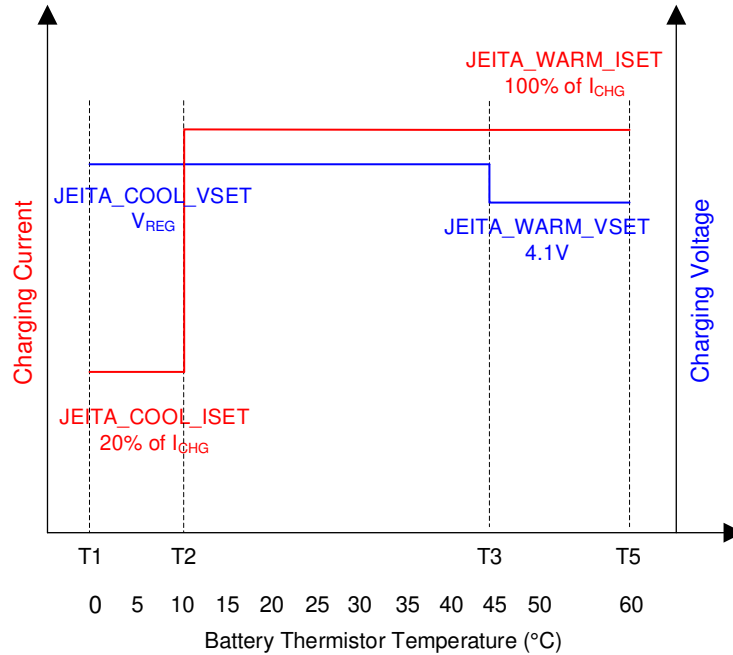 JEITA_WARM_ISET
100% of ICHG
JEITA_COOL_VSET
VREG
JEITA_WARM_VSET
4.1V
Charging Current
Charging Voltage
JEITA_COOL_ISET
20% of ICHG
T1 T2 T3 T5
0 5 10 15 20 25 30 35 40 45 50 60
Battery Thermistor Temperature (°C)